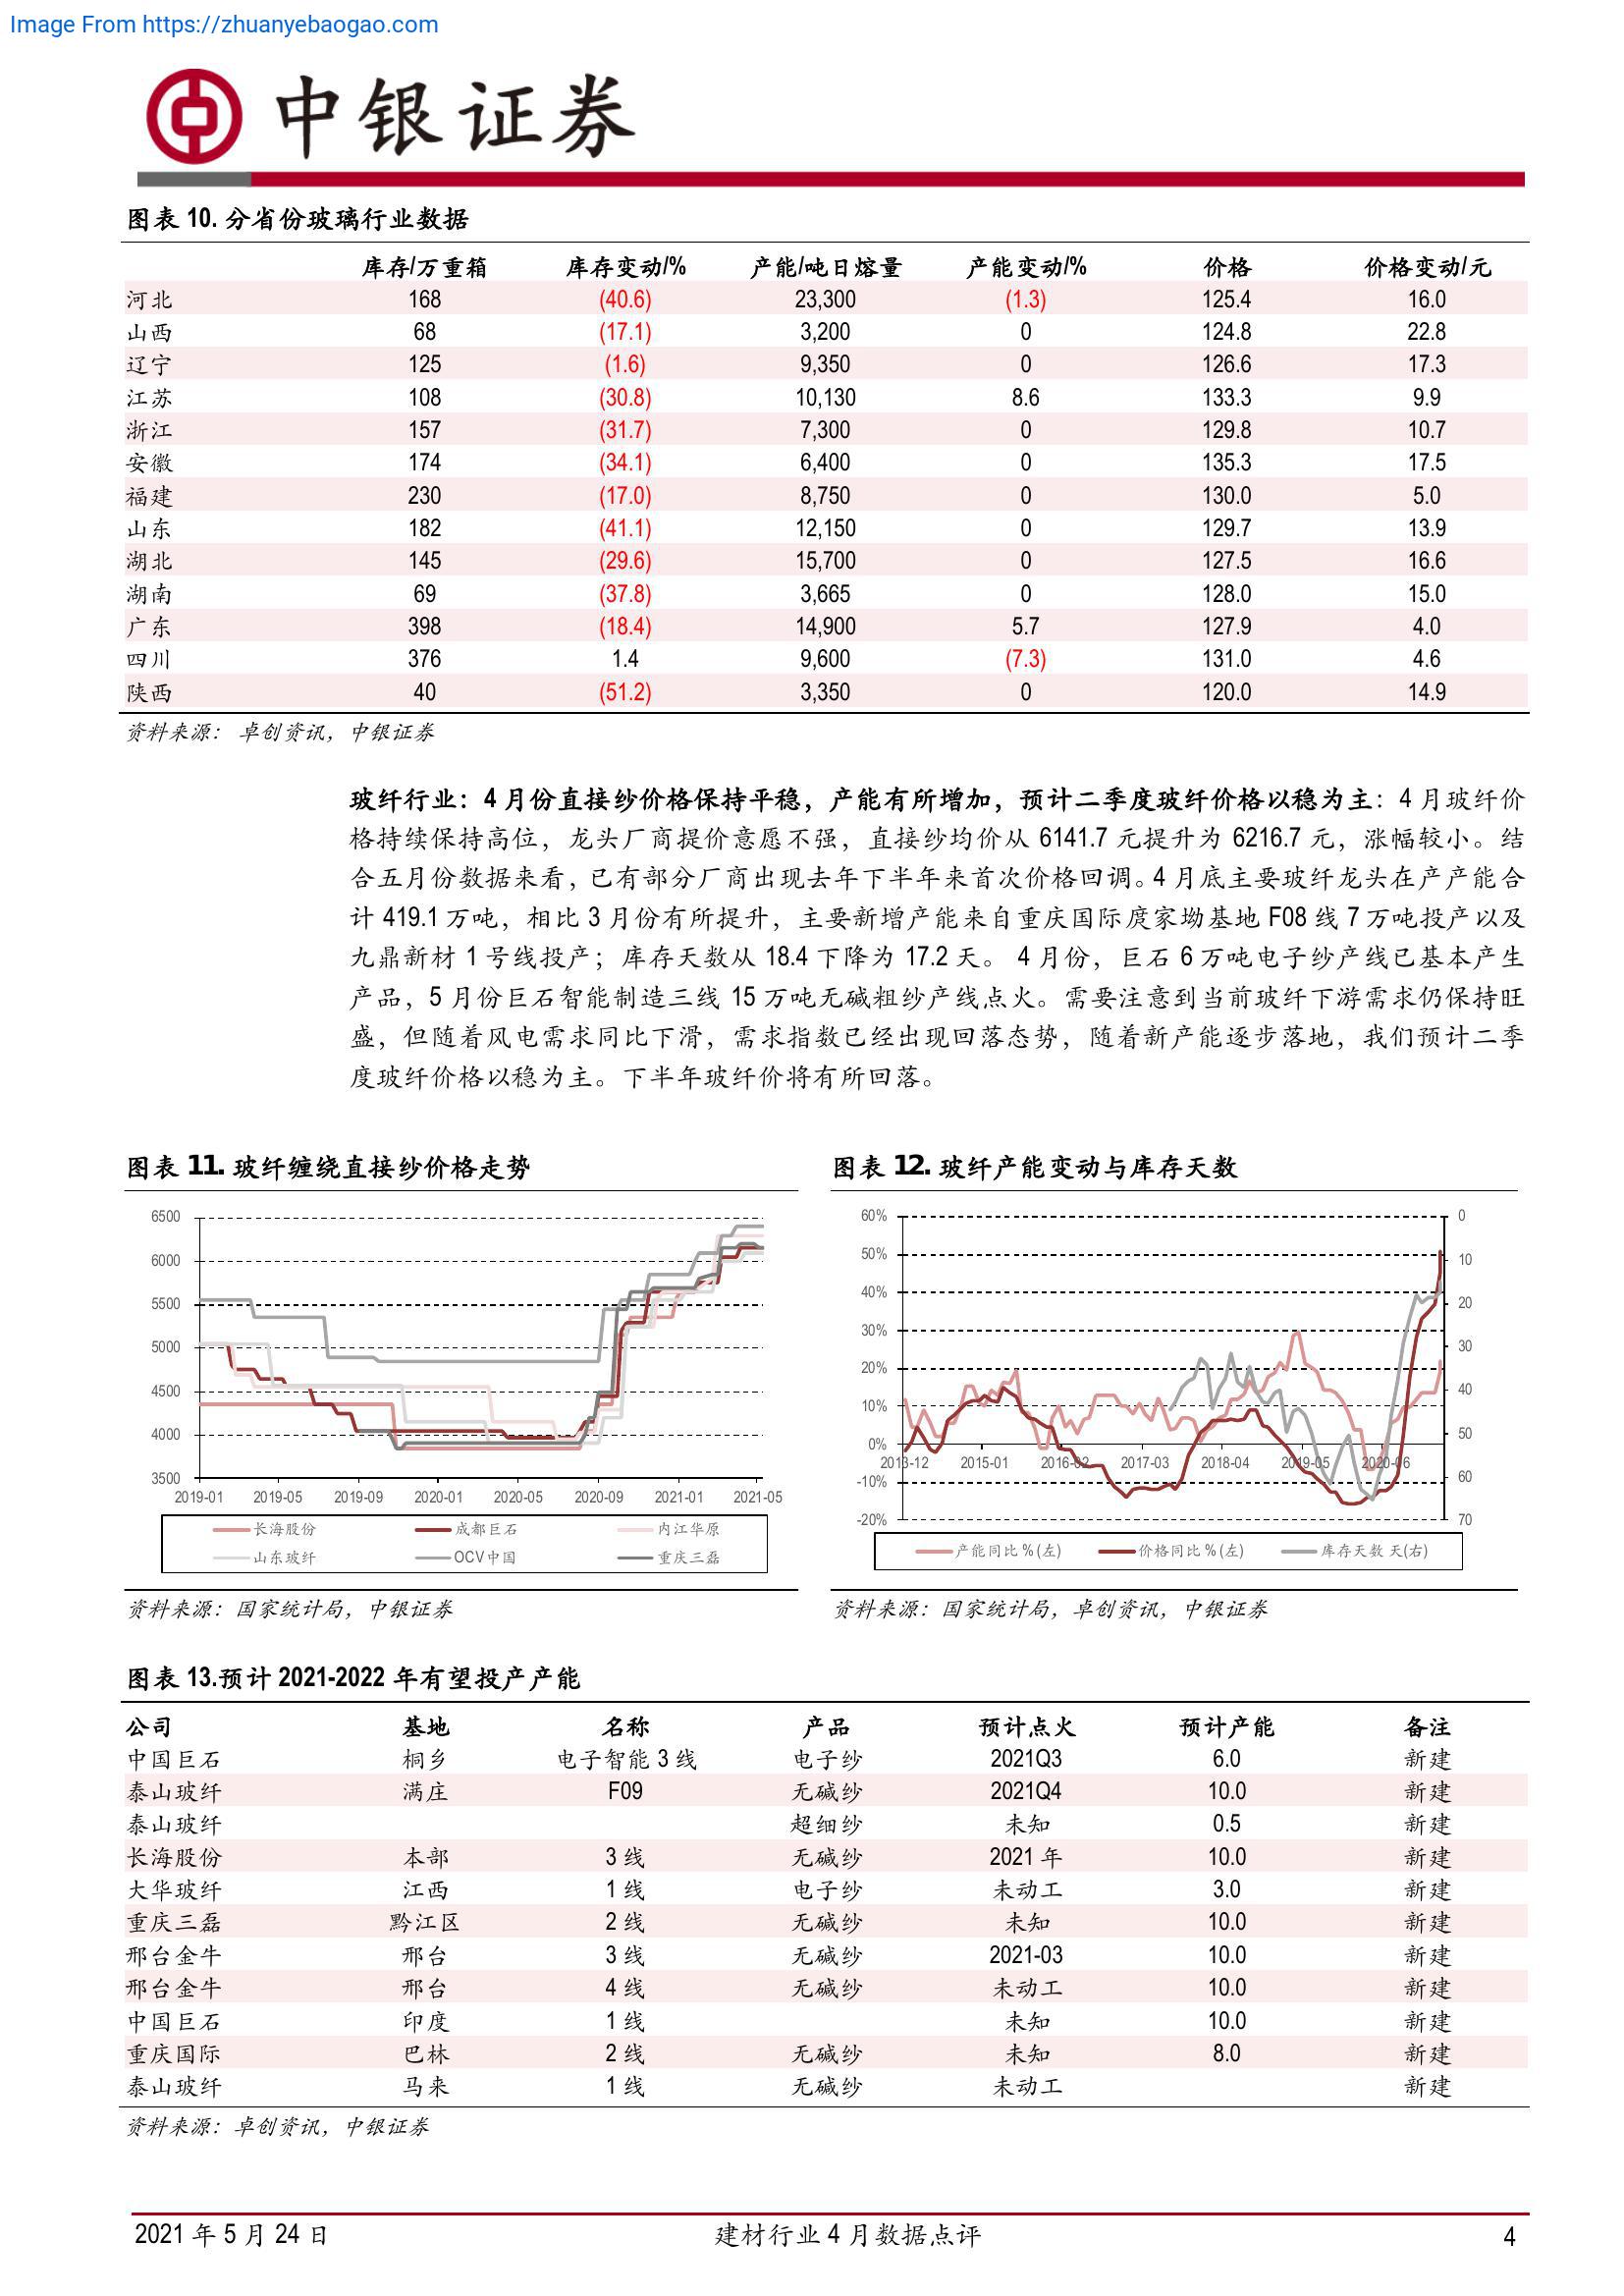 Image From https://zhuanyebaogao.com
中银证券
图表 10. 分省份玻璃行业数据
库存/万重箱 库存变动/% 产能/吨日熔量 产能变动/% 价格 价格变动/元
河北 168 (40.6) 23,300 (1.3) 125.4 16.0
山西 68 (17.1) 3,200 0 124.8 22.8
辽宁 125 (1.6) 9,350 0 126.6 17.3
江苏 108 (30.8) 10,130 8.6 133.3 9.9
浙江 157 (31.7) 7,300 0 129.8 10.7
安徽 174 (34.1) 6,400 0 135.3 17.5
福建 230 (17.0) 8,750 0 130.0 5.0
山东 182 (41.1) 12,150 0 129.7 13.9
湖北 145 (29.6) 15,700 0 127.5 16.6
湖南 69 (37.8) 3,665 0 128.0 15.0
广东 398 (18.4) 14,900 5.7 127.9 4.0
四川 376 1.4 9,600 (7.3) 131.0 4.6
陕西 40 (51.2) 3,350 0 120.0 14.9
资料来源：卓创资讯，中银证券
玻纤行业：4 月份直接纱价格保持平稳，产能有所增加，预计二季度玻纤价格以稳为主：4 月玻纤价
格持续保持高位，龙头厂商提价意愿不强，直接纱均价从 6141.7 元提升为 6216.7 元，涨幅较小。结
合五月份数据来看，已有部分厂商出现去年下半年来首次价格回调。4 月底主要玻纤龙头在产产能合
计 419.1 万吨，相比 3 月份有所提升，主要新增产能来自重庆国际庹家坳基地 F08 线 7 万吨投产以及
九鼎新材 1 号线投产；库存天数从 18.4 下降为 17.2 天。 4 月份，巨石 6 万吨电子纱产线已基本产生
产品，5 月份巨石智能制造三线 15 万吨无碱粗纱产线点火。需要注意到当前玻纤下游需求仍保持旺
盛，但随着风电需求同比下滑，需求指数已经出现回落态势，随着新产能逐步落地，我们预计二季
度玻纤价格以稳为主。下半年玻纤价将有所回落。
图表 11. 玻纤缠绕直接纱价格走势
6500
6000
5500
5000
4500
4000
3500
2019-01 2019-05 2019-09 2020-01 2020-05 2020-09 2021-01 2021-05
长海股份 成都巨石 内江华原
山东玻纤 OCV中国 重庆三磊
资料来源：国家统计局，中银证券
图表 12. 玻纤产能变动与库存天数
60% 0
50% 10
40% 20
30% 30
20% 40
10% 50
0% 60
-10% 70
-20%
2013-12 2015-01 2016-02 2017-03 2018-04 2019-05 2020-06
产能同比 %(左) 价格同比 %(左) 库存天数 天(右)
资料来源：国家统计局，卓创资讯，中银证券
图表 13.预计 2021-2022 年有望投产产能
公司 基地 名称 产品 预计点火 预计产能 备注
中国巨石 桐乡 电子智能 3 线 电子纱 2021Q3 6.0 新建
泰山玻纤 满庄 F09 无碱纱 2021Q4 10.0 新建
泰山玻纤 超细纱 未知 0.5 新建
长海股份 本部 3 线 无碱纱 2021 年 10.0 新建
大华玻纤 江西 1 线 电子纱 未动工 3.0 新建
重庆三磊 黔江区 2 线 无碱纱 未知 10.0 新建
邢台金牛 邢台 3 线 无碱纱 2021-03 10.0 新建
邢台金牛 邢台 4 线 无碱纱 未动工 10.0 新建
中国巨石 印度 1 线 未知 10.0 新建
重庆国际 巴林 2 线 无碱纱 未知 8.0 新建
泰山玻纤 马来 1 线 无碱纱 未动工 新建
资料来源：卓创资讯，中银证券
2021 年 5 月 24 日 建材行业 4 月数据点评 4